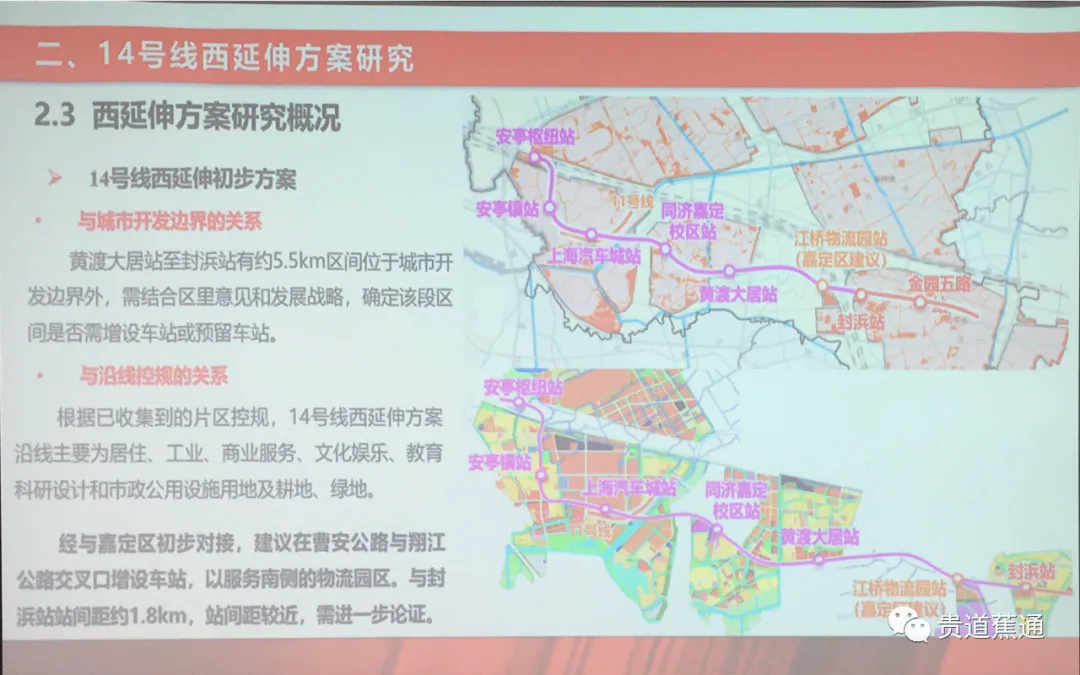 二、14号线西延伸方案研究
2.3 西延伸方案研究概况
14号线西延伸初步方案
与城市开发边界的关系
黄渡大居站至封浜站有约5.5km区间位于城市开
发边界外，需结合区里意见和发展战略，确定该段区
间是否需增设车站或预留车站。
与沿线控规的关系
根据已收集到的片区控规，14号线西延伸方案
沿线主要为居住、工业、商业服务、文化娱乐、教育
科研设计和市政公用设施用地及耕地、绿地。
经与嘉定区初步对接，建议在曹安公路与翔江
公路交叉口增设车站，以服务南侧的物流园区。与封
浜站站间距约1.8km，站间距较近，需进一步论证。
安亭枢纽站
安亭镇站
11号线
上海汽车城站
同济嘉定
校区站
黄渡大居站
江桥物流园站
(嘉定区建议)
封浜站
金园五路
安亭枢纽站
安亭镇站
上海汽车城站
11号线
同济嘉定
校区站
黄渡大居站
江桥物流园站
(嘉定区建议)
封浜站
贵道蕉通